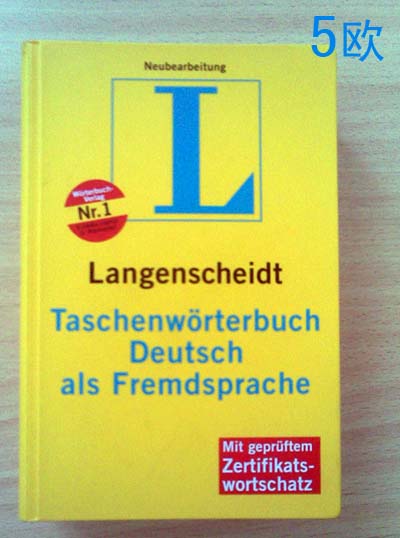 5欧
Neubearbeitung
L
Wörterbuch-
Verlag
Nr.1
Langenscheidt
Taschenwörterbuch
Deutsch
als Fremdsprache
Mit geprüftem
Zertifikats-
wortschatz